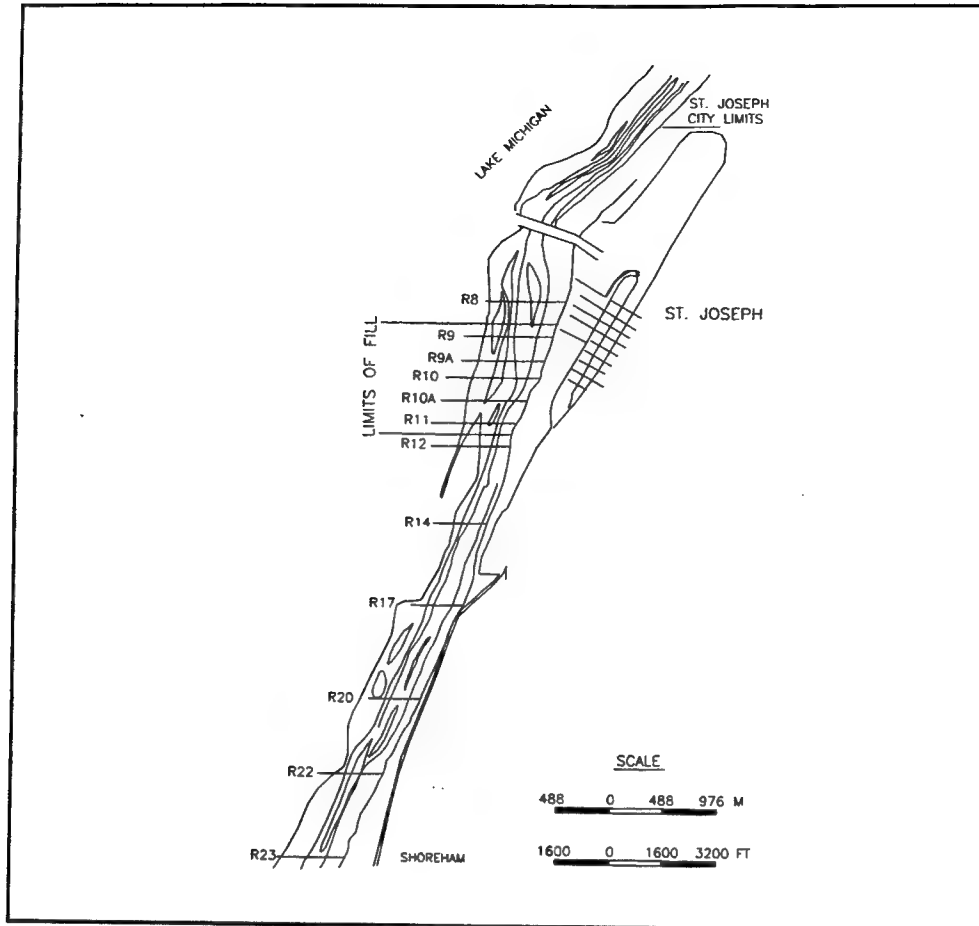 LAKE MICHIGAN
ST. JOSEPH
CITY LIMITS
R8
ST. JOSEPH
LIMITS OF FILL
R9
R9A
R10
R10A
R11
R12
R14
R17
R20
R22
R23
SHOREHAM
SCALE
488 0 488 976 M
1600 0 1600 3200 FT